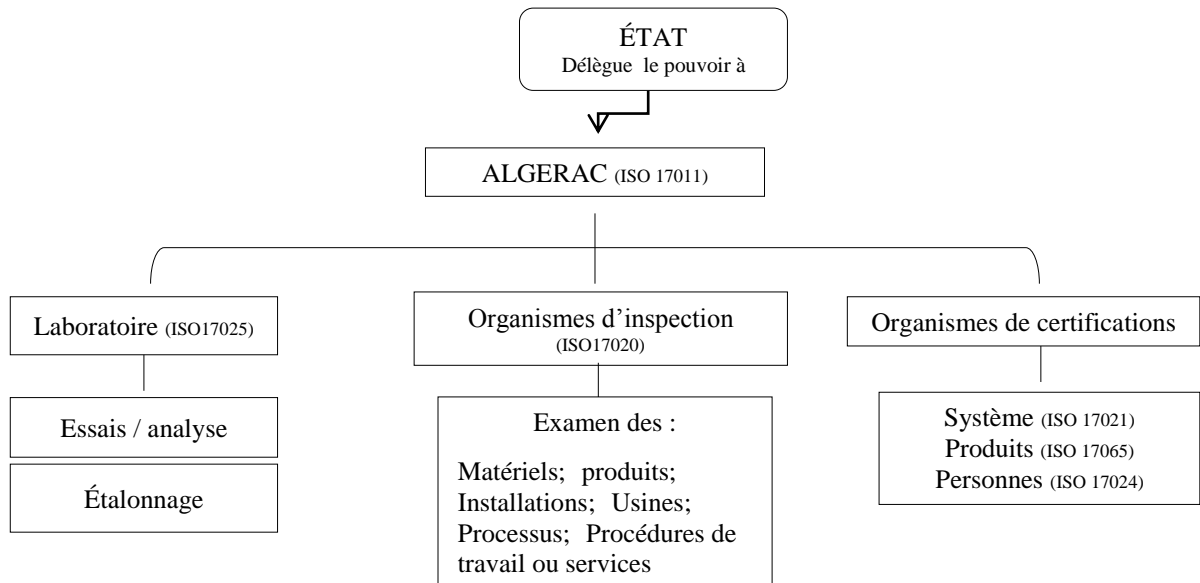 ÉTAT
Délègue le pouvoir à
ALGERAC (ISO 17011)
Laboratoire (ISO17025)
Essais / analyse
Étalonnage
Organismes d’inspection
(ISO17020)
Examen des :
Matériels; produits;
Installations; Usines;
Processus; Procédures de
travail ou services
Organismes de certifications
Système (ISO 17021)
Produits (ISO 17065)
Personnes (ISO 17024)